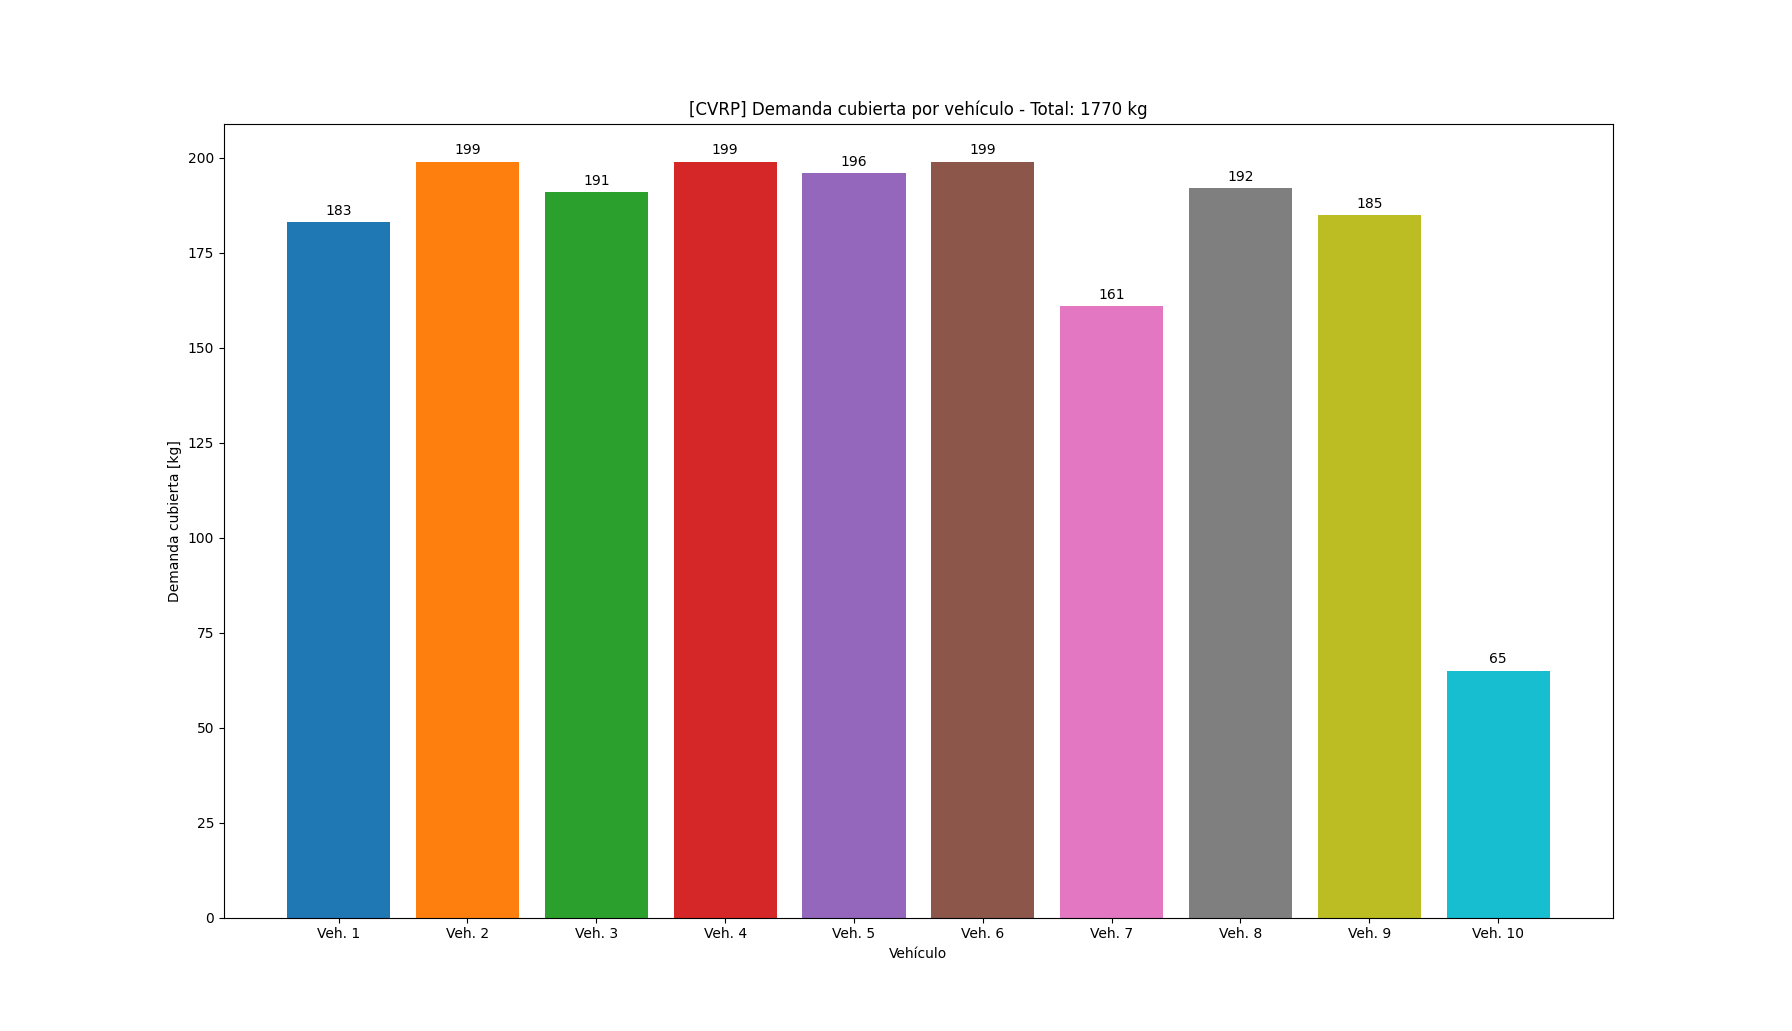 [CVRP] Demanda cubierta por vehículo - Total: 1770 kg
200
175
150
125
100
75
50
25
0
Demanda cubierta [kg]
183
199
191
199
196
199
161
192
185
65
Veh. 1
Veh. 2
Veh. 3
Veh. 4
Veh. 5
Veh. 6
Veh. 7
Veh. 8
Veh. 9
Veh. 10
Vehículo